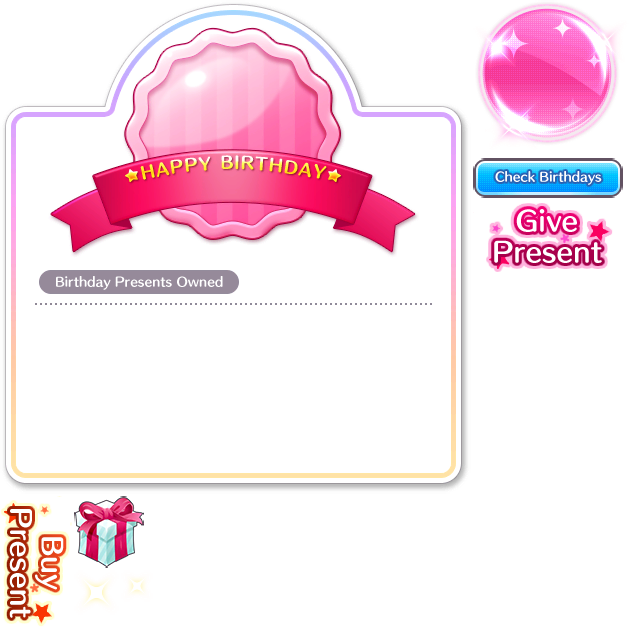 ★HAPPY BIRTHDAY★
Birthday Presents Owned
Check Birthdays
Give
Present
Buy
Present